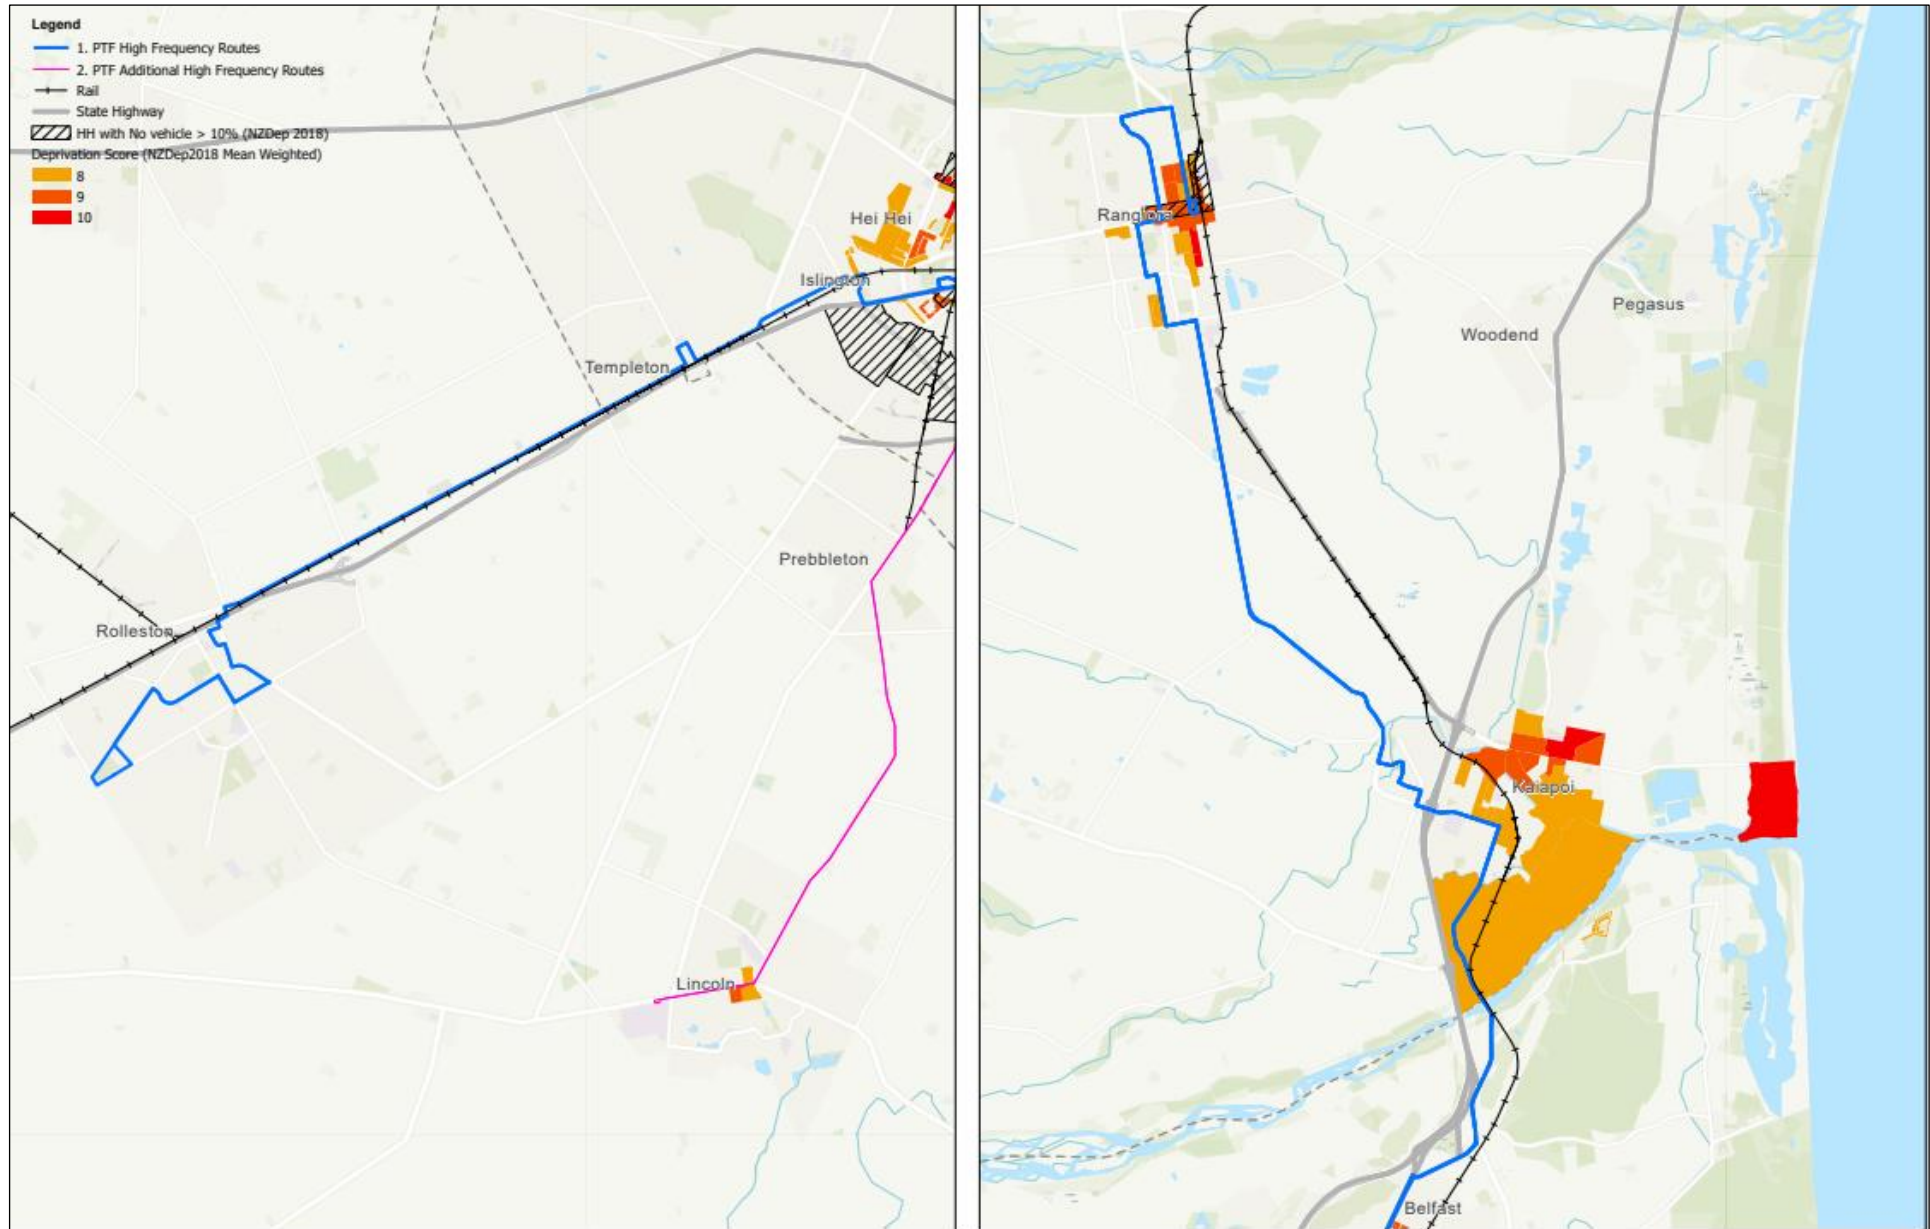 Legend
1. PTF High Frequency Routes
2. PTF Additional High Frequency Routes
Rail
State Highway
HH with No vehicle > 10% (NZDep 2018)
Deprivation Score (NZDep2018 Mean Weighted)
8
9
10
Hei Hei
Islington
Templeton
Prebbleton
Rolleston
Lincoln
Rangiora
Pegasus
Woodend
Kaiapoi
Belfast